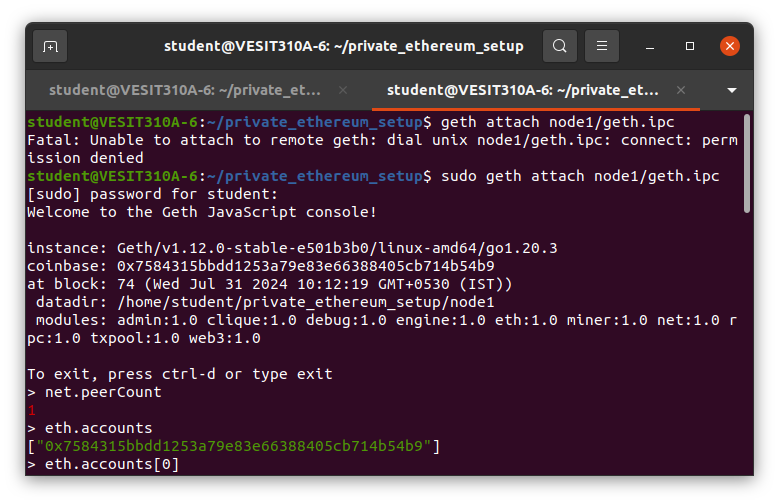 student@VESIT310A-6: ~/private_ethereum_setup
student@VESIT310A-6: ~/private_et...
student@VESIT310A-6: ~/private_et...
student@VESIT310A-6:~/private_ethereum_setup$ geth attach node1/geth.ipc
Fatal: Unable to attach to remote geth: dial unix node1/geth.ipc: connect: perm
ission denied
student@VESIT310A-6:~/private_ethereum_setup$ sudo geth attach node1/geth.ipc
[sudo] password for student:
Welcome to the Geth JavaScript console!
instance: Geth/v1.12.0-stable-e501b3b0/linux-amd64/go1.20.3
coinbase: 0x7584315bbdd1253a79e83e66388405cb714b54b9
at block: 74 (Wed Jul 31 2024 10:12:19 GMT+0530 (IST))
 datadir: /home/student/private_ethereum_setup/node1
 modules: admin:1.0 clique:1.0 debug:1.0 engine:1.0 eth:1.0 miner:1.0 net:1.0 r
pc:1.0 txpool:1.0 web3:1.0
To exit, press ctrl-d or type exit
> net.peerCount
1
> eth.accounts
["0x7584315bbdd1253a79e83e66388405cb714b54b9"]
> eth.accounts[0]